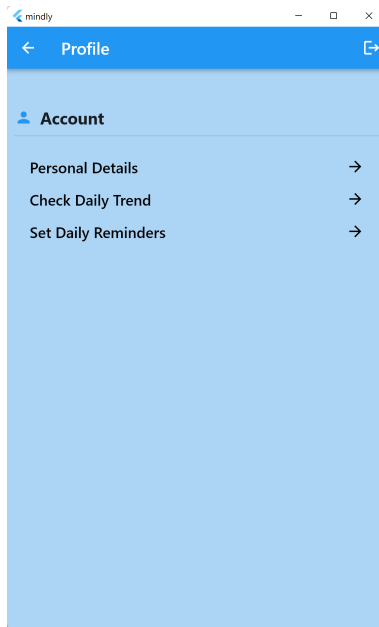 mindly
Profile
Account
Personal Details
Check Daily Trend
Set Daily Reminders